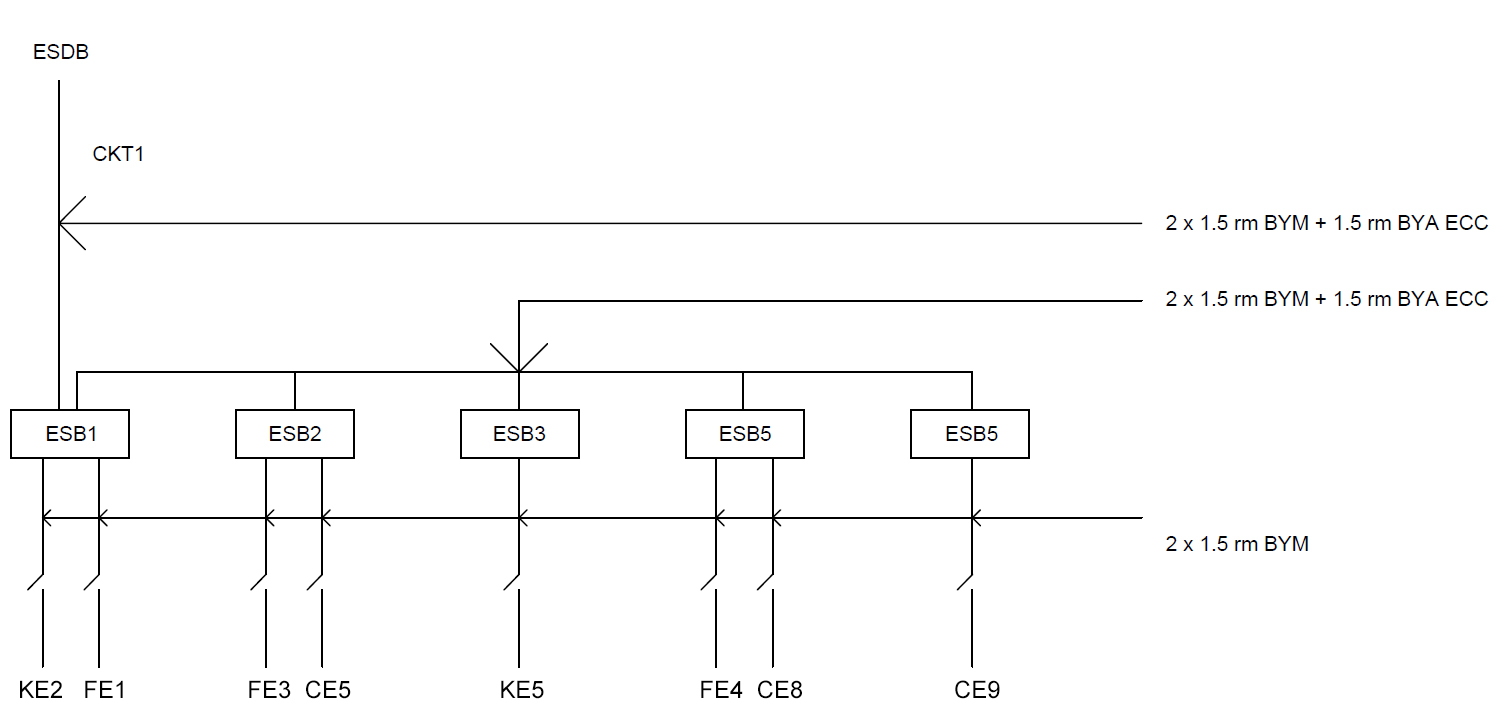 ESDB
CKT1
2 x 1.5 rm BYM + 1.5 rm BYA ECC
2 x 1.5 rm BYM + 1.5 rm BYA ECC
ESB1 ESB2 ESB3 ESB5 ESB5
2 x 1.5 rm BYM
KE2 FE1 FE3 CE5 KE5 FE4 CE8 CE9